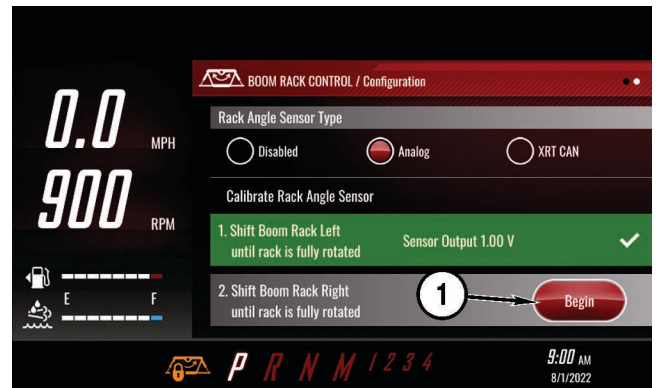 BOOM RACK CONTROL / Configuration
0.0 MPH
900 RPM
Rack Angle Sensor Type
Disabled Analog XRT CAN
Calibrate Rack Angle Sensor
1. Shift Boom Rack Left
until rack is fully rotated
Sensor Output 1.00 V
2. Shift Boom Rack Right
until rack is fully rotated
1
Begin
E F
P R N M 1 2 3 4
9:00 AM
8/1/2022